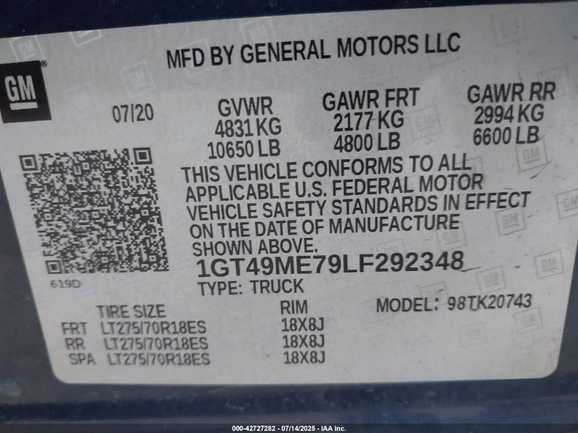 MFD BY GENERAL MOTORS LLC
GM
07/20
GVWR GAWR FRT GAWR RR
4831 KG 2177 KG 2994 KG
10650 LB 4800 LB 6600 LB
THIS VEHICLE CONFORMS TO ALL
APPLICABLE U.S. FEDERAL MOTOR
VEHICLE SAFETY STANDARDS IN EFFECT
ON THE DATE OF MANUFACTURE
SHOWN ABOVE.
619D
1GT49ME79LF292348
TYPE: TRUCK
MODEL: 98TK20743
TIRE SIZE RIM
FRT LT275/70R18ES 18X8J
RR LT275/70R18ES 18X8J
SPA LT275/70R18ES 18X8J
000-42727282 - 07/14/2025 - IAA Inc.